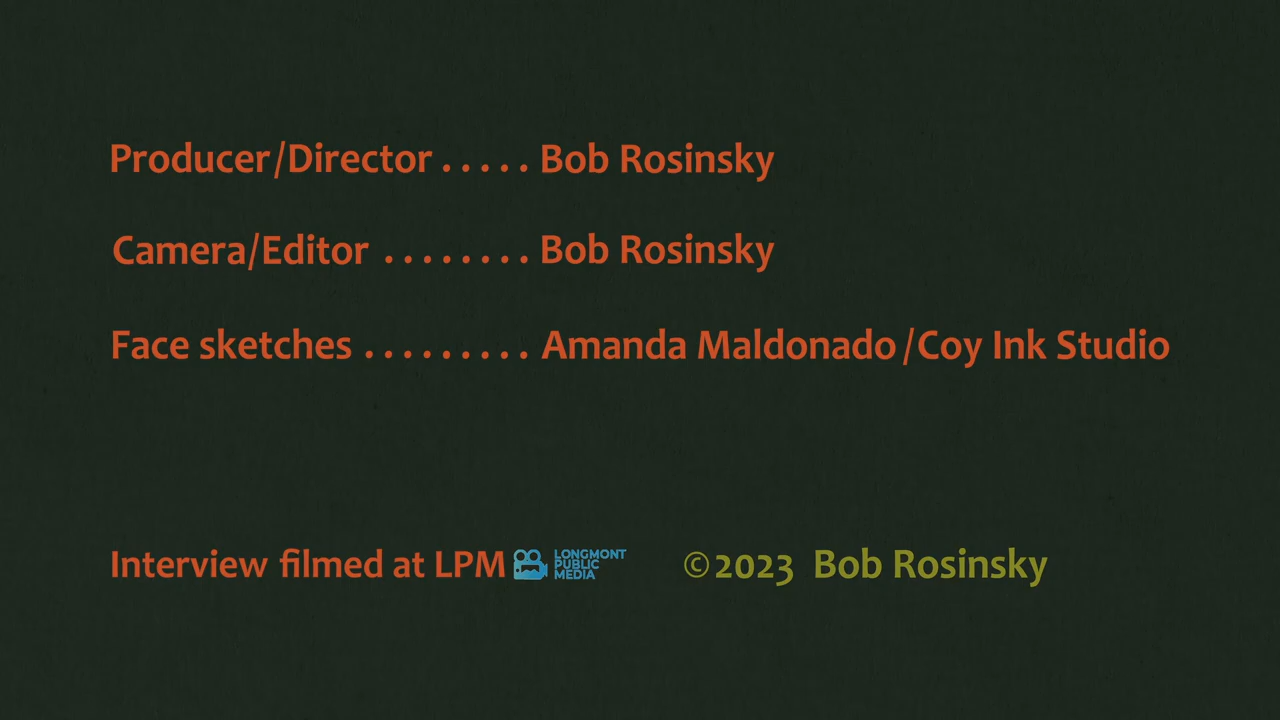 Producer/Director ..... Bob Rosinsky
Camera/Editor ........ Bob Rosinsky
Face sketches ......... Amanda Maldonado/Coy Ink Studio
Interview filmed at LPM LONGMONT PUBLIC MEDIA ©2023 Bob Rosinsky